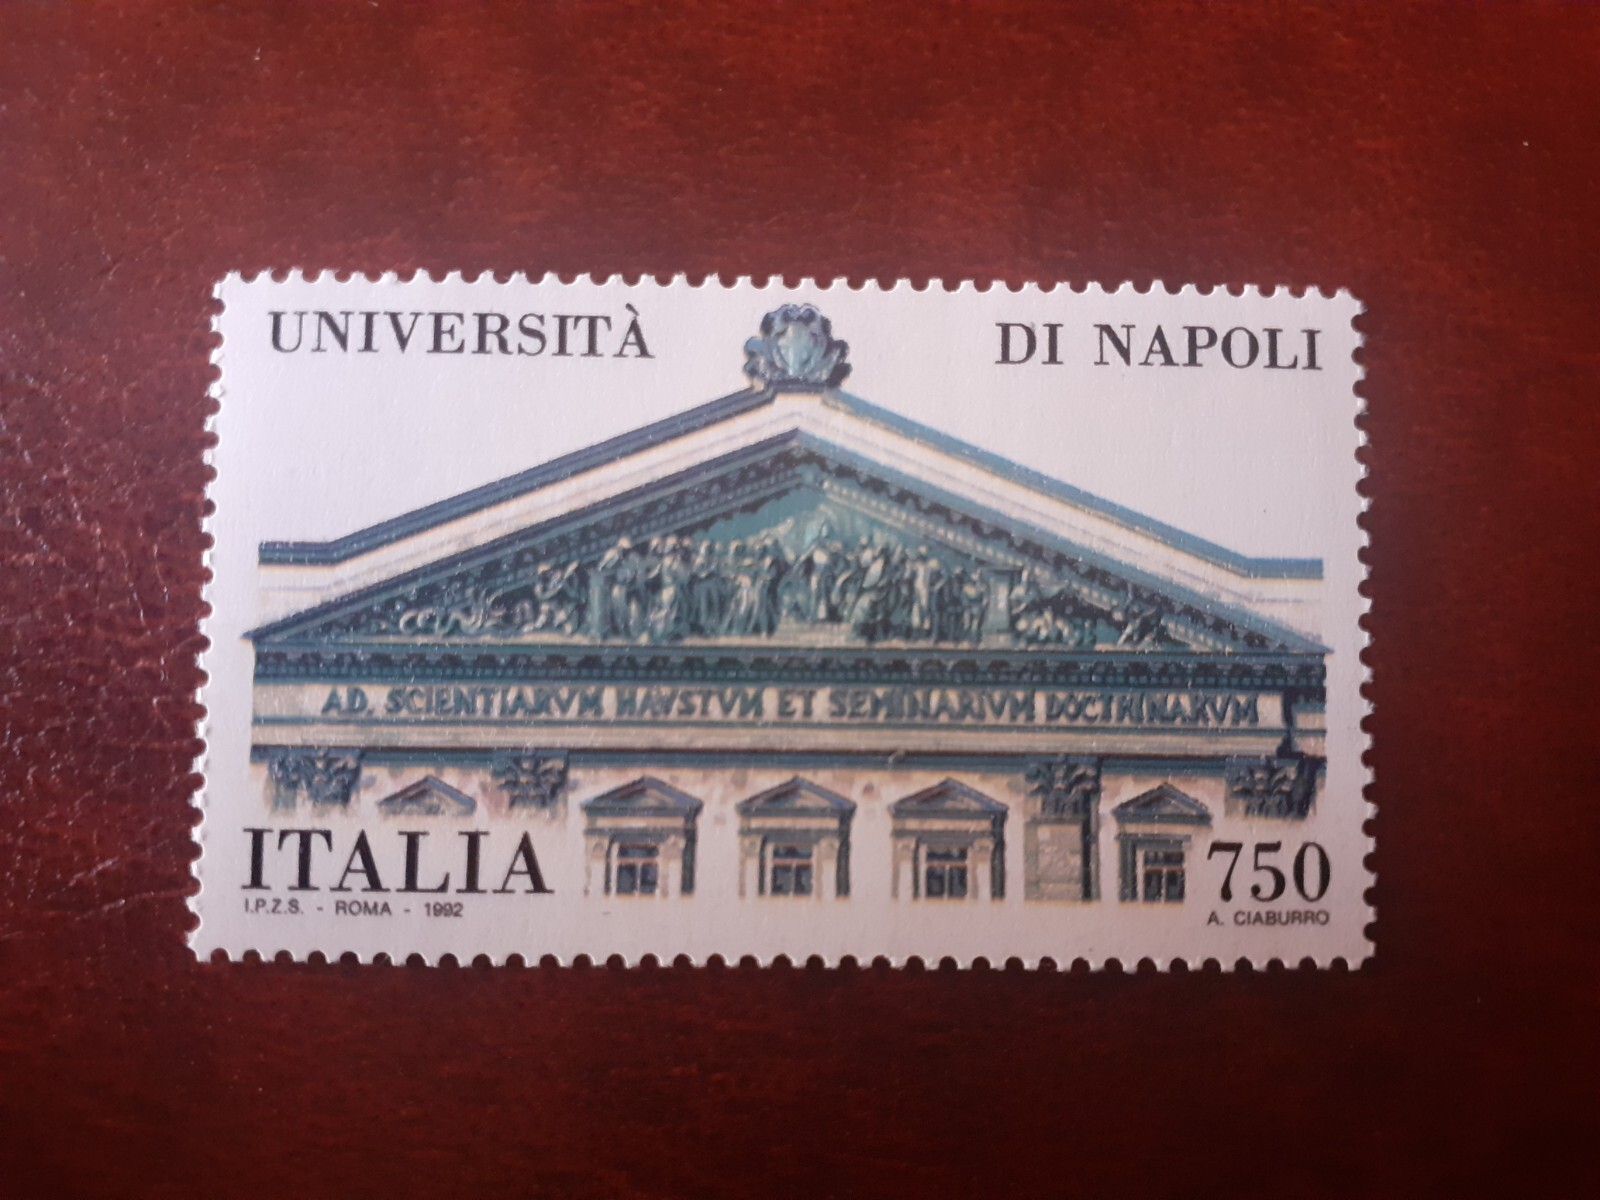 UNIVERSITÀ DI NAPOLI
AD. SCIENTIARVM HAVSTVM ET SEMINARIVM DOCTRINARVM
ITALIA 750
I.P.Z.S. - ROMA - 1992 A. CIABURRO